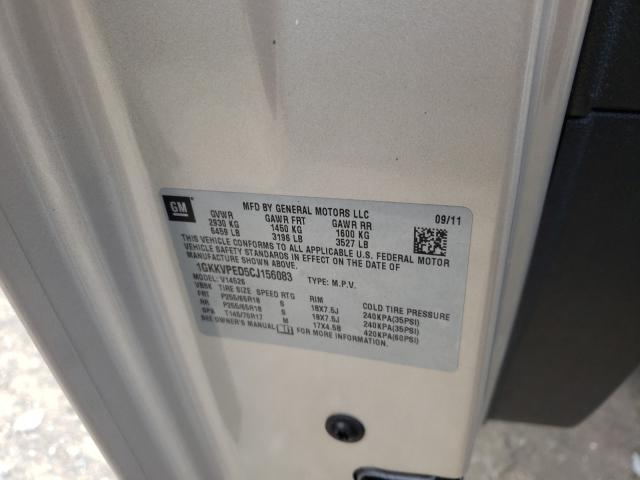 GM MFD BY GENERAL MOTORS LLC 09/11
GVWR GAWR FRT GAWR RR
2930 KG 1450 KG 1600 KG
6459 LB 3196 LB 3527 LB
THIS VEHICLE CONFORMS TO ALL APPLICABLE U.S. FEDERAL MOTOR
VEHICLE SAFETY STANDARDS IN EFFECT ON THE DATE OF
MANUFACTURE SHOWN ABOVE.
1GKKVPED5CJ156083 TYPE: M.P.V.
MODEL: V14526
VBBK TIRE SIZE SPEED RTG RIM COLD TIRE PRESSURE
FRT P255/65R18 S 18X7.5J 240KPA(35PSI)
RR P255/65R18 S 18X7.5J 240KPA(35PSI)
SPA T145/70R17 M 17X4.5B 420KPA(60PSI)
SEE OWNER'S MANUAL FOR MORE INFORMATION.